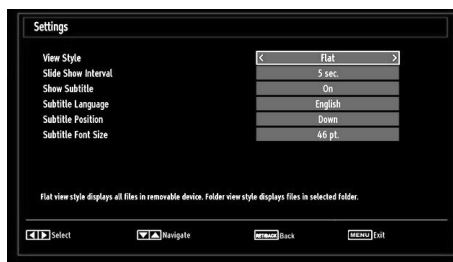 Settings
View Style < Flat >
Slide Show Interval 5 sec.
Show Subtitle On
Subtitle Language English
Subtitle Position Down
Subtitle Font Size 46 pt.
Flat view style displays all files in removable device. Folder view style displays files in selected folder.
Select Navigate RET/BACK Back MENU Exit